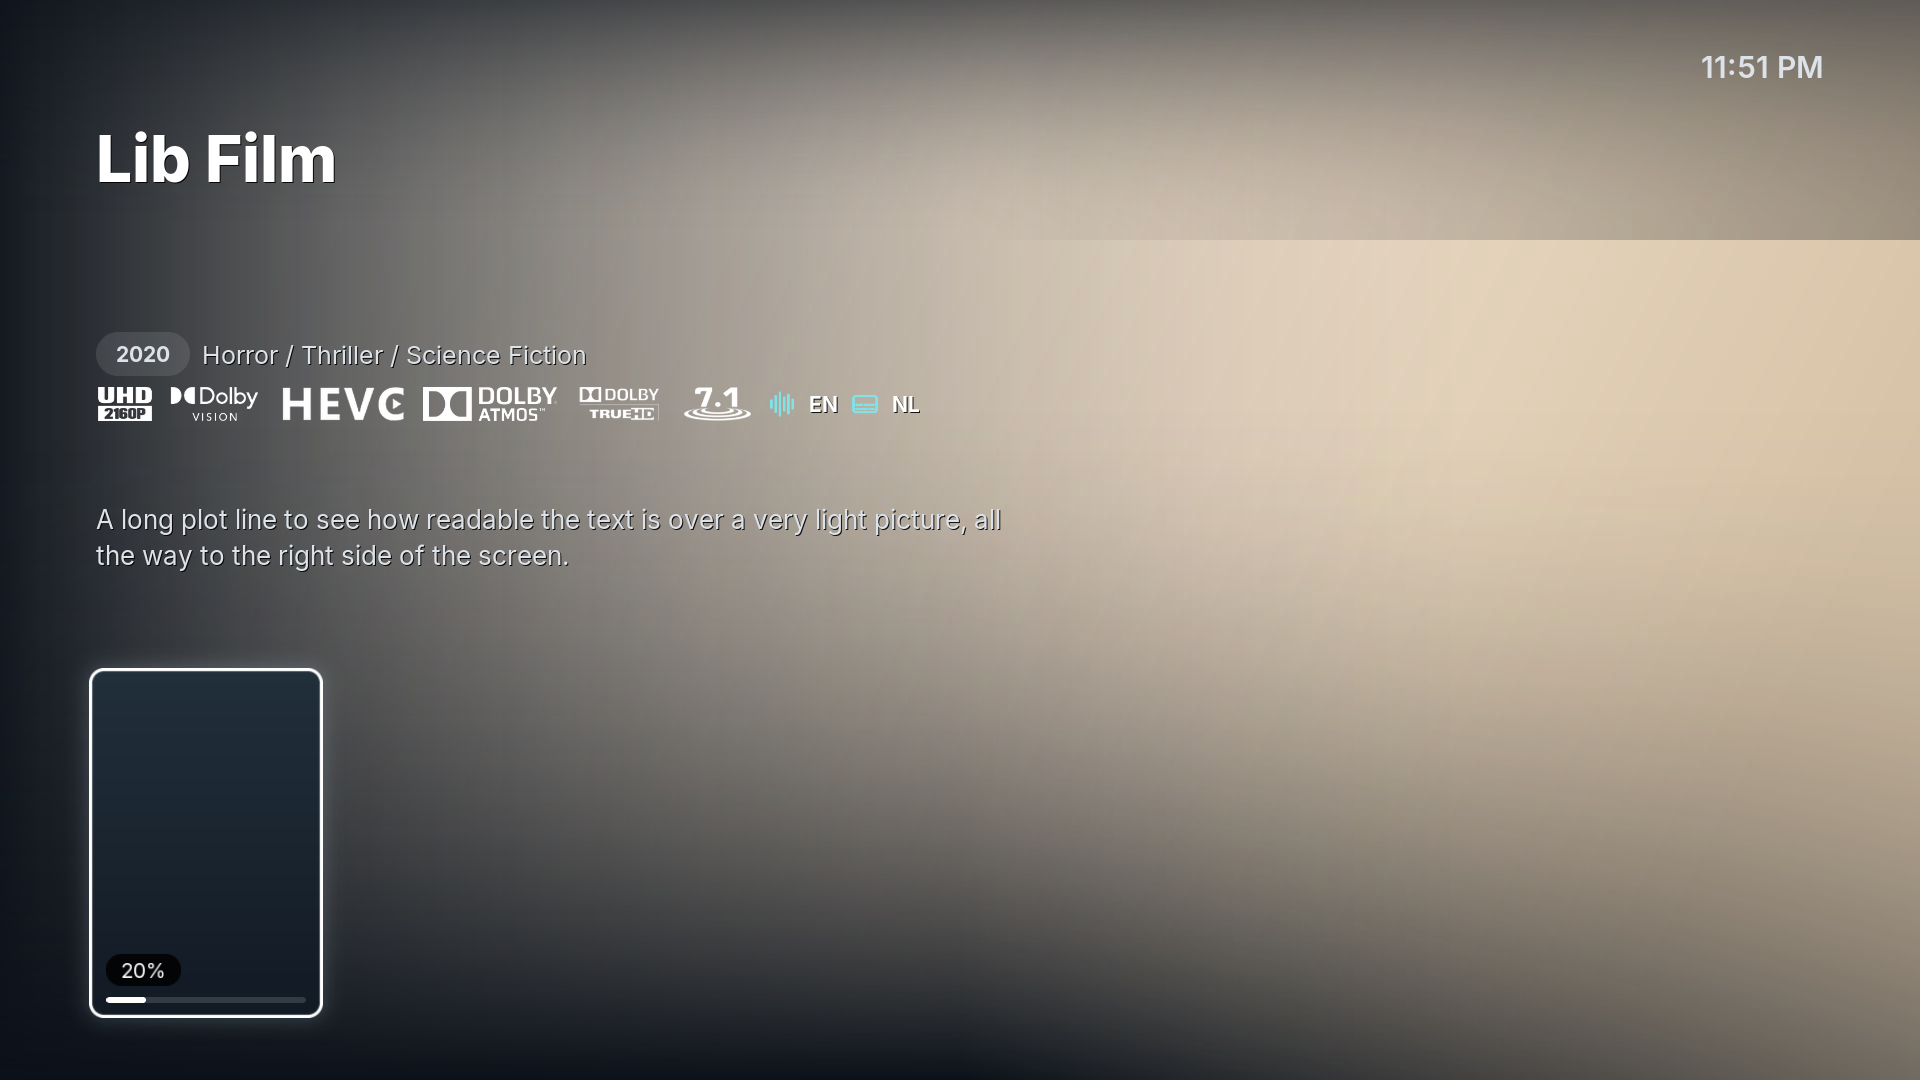 11:51 PM
Lib Film
2020 Horror / Thriller / Science Fiction
UHD 2160P Dolby VISION HEVC DOLBY ATMOS™ DOLBY TRUEHD 7.1 EN NL
A long plot line to see how readable the text is over a very light picture, all
the way to the right side of the screen.
20%